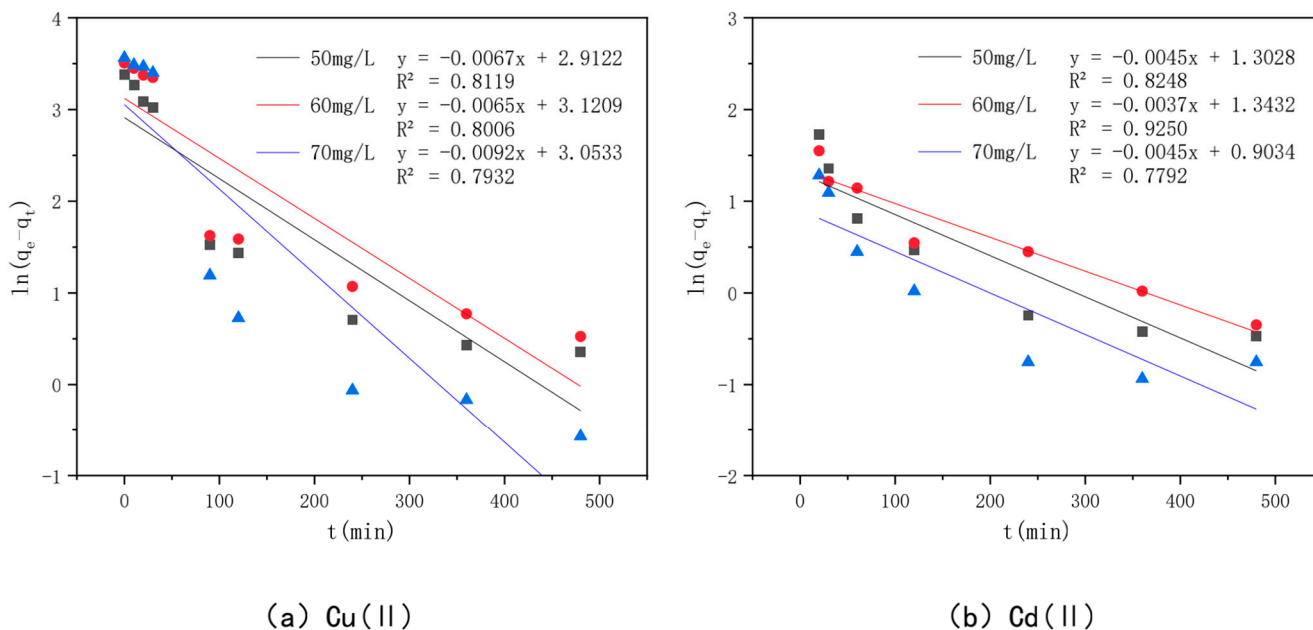 50mg/L y = -0.0067x + 2.9122
R² = 0.8119
60mg/L y = -0.0065x + 3.1209
R² = 0.8006
70mg/L y = -0.0092x + 3.0533
R² = 0.7932
4
3
2
1
0
-1
ln(qe-qt)
0 100 200 300 400 500
t(min)
(a) Cu(Ⅱ)
50mg/L y = -0.0045x + 1.3028
R² = 0.8248
60mg/L y = -0.0037x + 1.3432
R² = 0.9250
70mg/L y = -0.0045x + 0.9034
R² = 0.7792
3
2
1
0
-1
-2
ln(qe-qt)
0 100 200 300 400 500
t(min)
(b) Cd(Ⅱ)